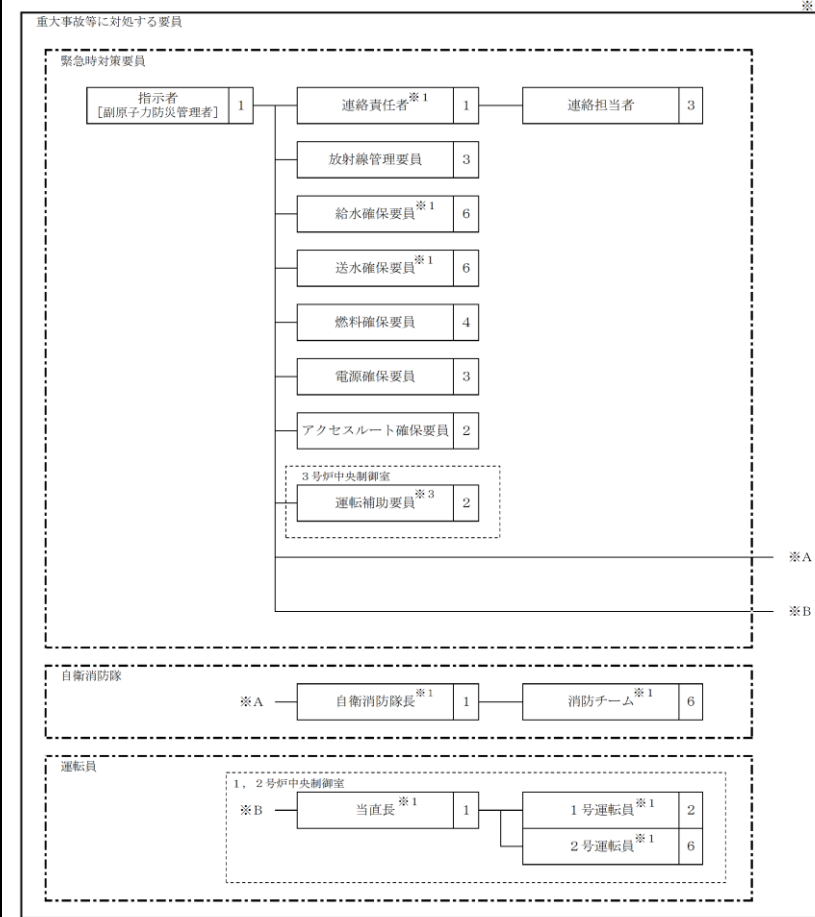 ※
重大事故等に対処する要員
緊急時対策要員
指示者
[副原子力防災管理者] 1
連絡責任者※1 1
連絡担当者 3
放射線管理要員 3
給水確保要員※1 6
送水確保要員※1 6
燃料確保要員 4
電源確保要員 3
アクセスルート確保要員 2
3号炉中央制御室
運転補助要員※3 2
※A
※B
自衛消防隊
※A 自衛消防隊長※1 1 消防チーム※1 6
運転員
1,2号炉中央制御室
※B 当直長※1 1 1号運転員※1 2
2号運転員※1 6